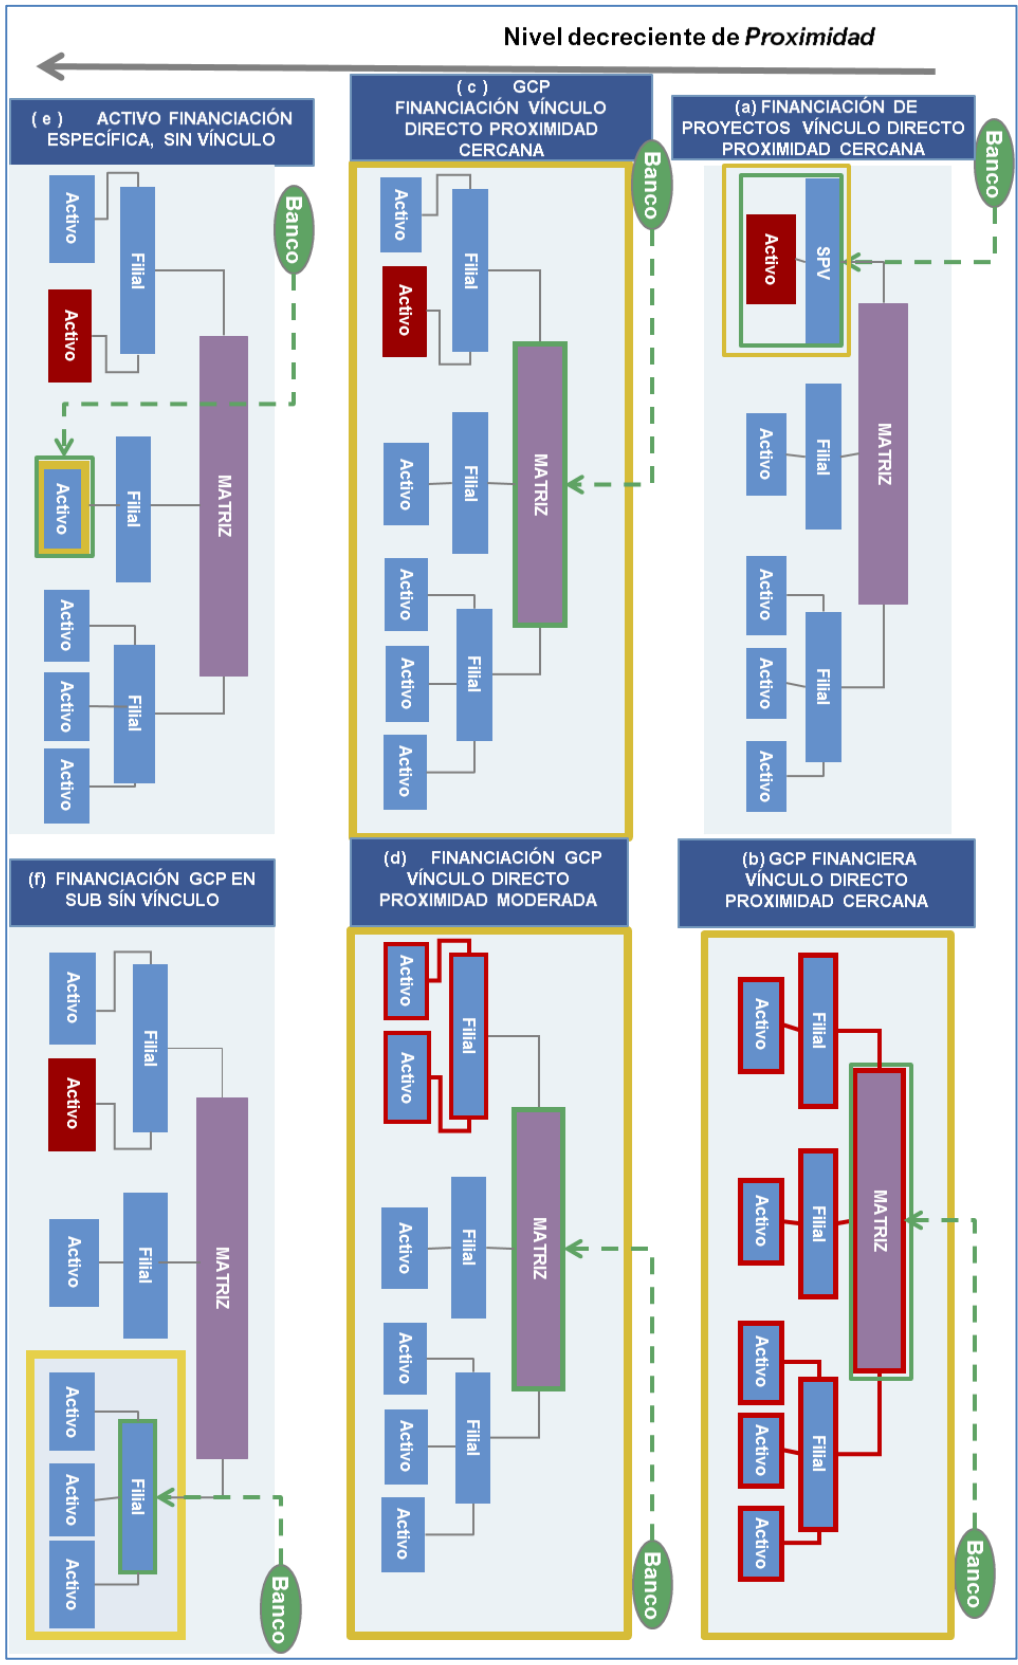 Nivel decreciente de Proximidad
( e ) ACTIVO FINANCIACIÓN
ESPECÍFICA, SIN VÍNCULO
Banco
Activo
Filial
Activo
MATRIZ
Activo
Filial
Activo
Activo
Filial
Activo
( c ) GCP
FINANCIACIÓN VÍNCULO
DIRECTO PROXIMIDAD
CERCANA
Banco
Activo
Filial
Activo
MATRIZ
Activo
Filial
Activo
Activo
Filial
Activo
(a) FINANCIACIÓN DE
PROYECTOS VÍNCULO DIRECTO
PROXIMIDAD CERCANA
Banco
Activo
SPV
MATRIZ
Activo
Filial
Activo
Activo
Filial
Activo
(f) FINANCIACIÓN GCP EN
SUB SÍN VÍNCULO
Activo
Filial
Activo
MATRIZ
Activo
Filial
Activo
Activo
Filial
Activo
Banco
(d) FINANCIACIÓN GCP
VÍNCULO DIRECTO
PROXIMIDAD MODERADA
Activo
Filial
Activo
MATRIZ
Activo
Filial
Activo
Activo
Filial
Activo
Banco
(b) GCP FINANCIERA
VÍNCULO DIRECTO
PROXIMIDAD CERCANA
Activo
Filial
MATRIZ
Activo
Filial
Activo
Activo
Filial
Activo
Banco